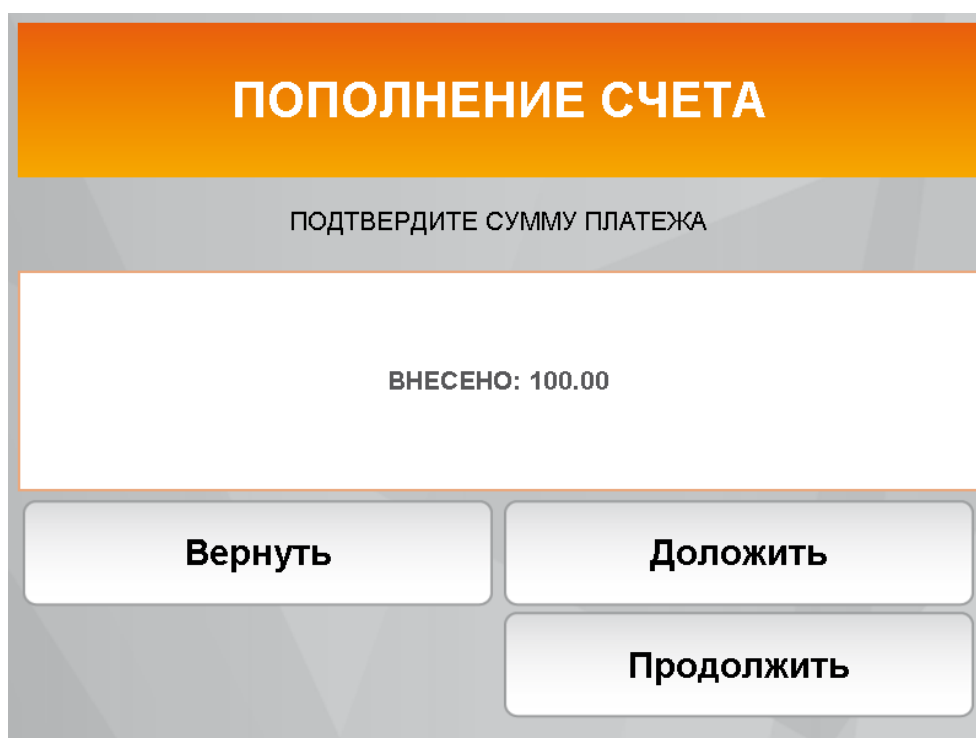 ПОПОЛНЕНИЕ СЧЕТА
ПОДТВЕРДИТЕ СУММУ ПЛАТЕЖА
ВНЕСЕНО: 100.00
Вернуть
Доложить
Продолжить